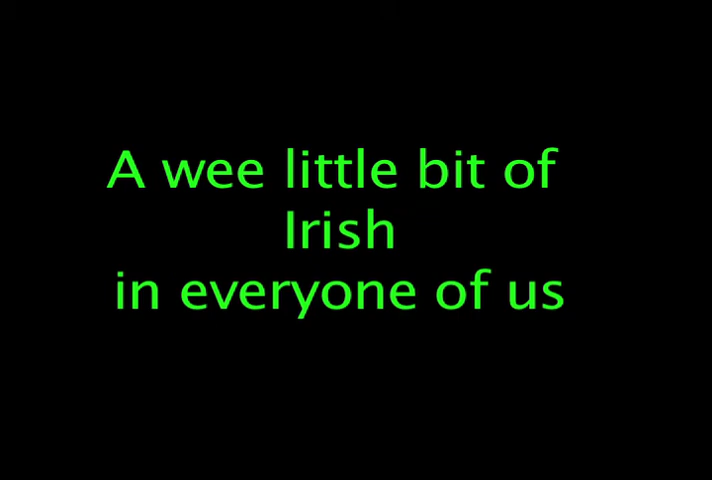 A wee little bit of
Irish
in everyone of us